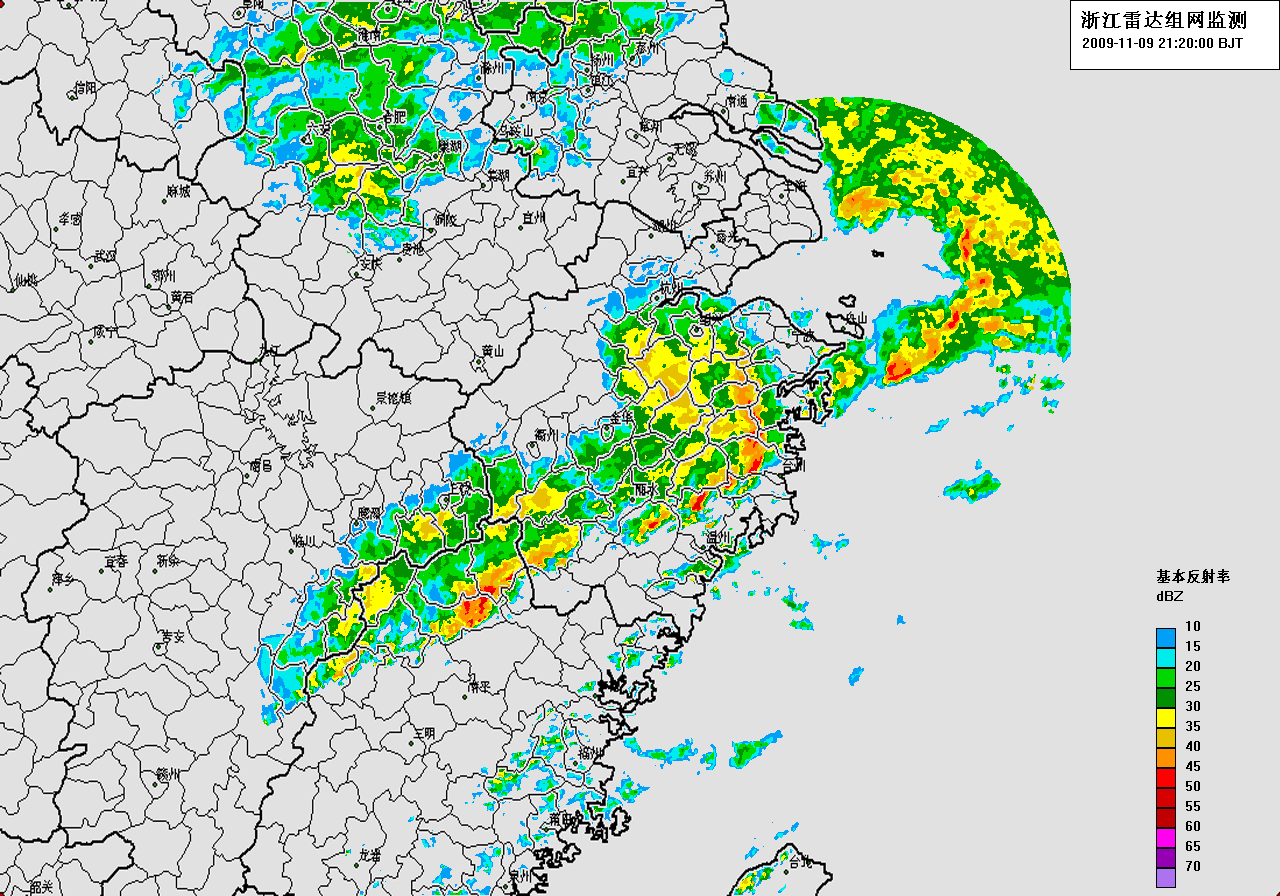 浙江雷达组网监测
2009-11-09 21:20:00 BJT
阜阳
淮南
泰州
扬州
滁州
镇江
信阳
南京
南通
合肥
六安
马鞍山
常州
巢湖
无锡
宜兴
芜湖
苏州
上海
麻城
孝感
铜陵
宣州
湖州
嘉兴
武汉
贵池
安庆
仙桃
鄂州
黄石
杭州
绍兴
舟山
咸宁
宁波
九江
黄山
景德镇
金华
衢州
台州
南昌
上饶
丽水
鹰潭
温州
临川
宜春
新余
萍乡
吉安
南平
三明
福州
赣州
莆田
龙岩
台北
泉州
韶关
基本反射率
dBZ
10
15
20
25
30
35
40
45
50
55
60
65
70